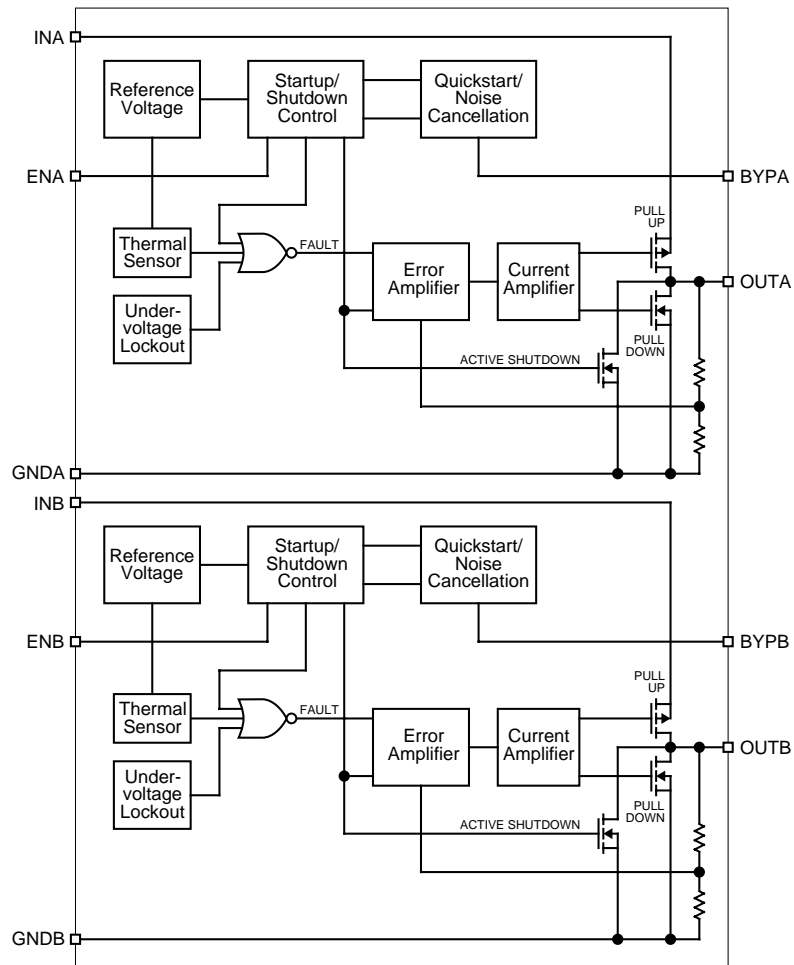 INA
Reference
Voltage
Startup/
Shutdown
Control
Quickstart/
Noise
Cancellation
ENA
BYPA
PULL
UP
Thermal
Sensor
FAULT
Error
Amplifier
Current
Amplifier
OUTA
Under-
voltage
Lockout
PULL
DOWN
ACTIVE SHUTDOWN
GNDA
INB
Reference
Voltage
Startup/
Shutdown
Control
Quickstart/
Noise
Cancellation
ENB
BYPB
PULL
UP
Thermal
Sensor
FAULT
Error
Amplifier
Current
Amplifier
OUTB
Under-
voltage
Lockout
PULL
DOWN
ACTIVE SHUTDOWN
GNDB